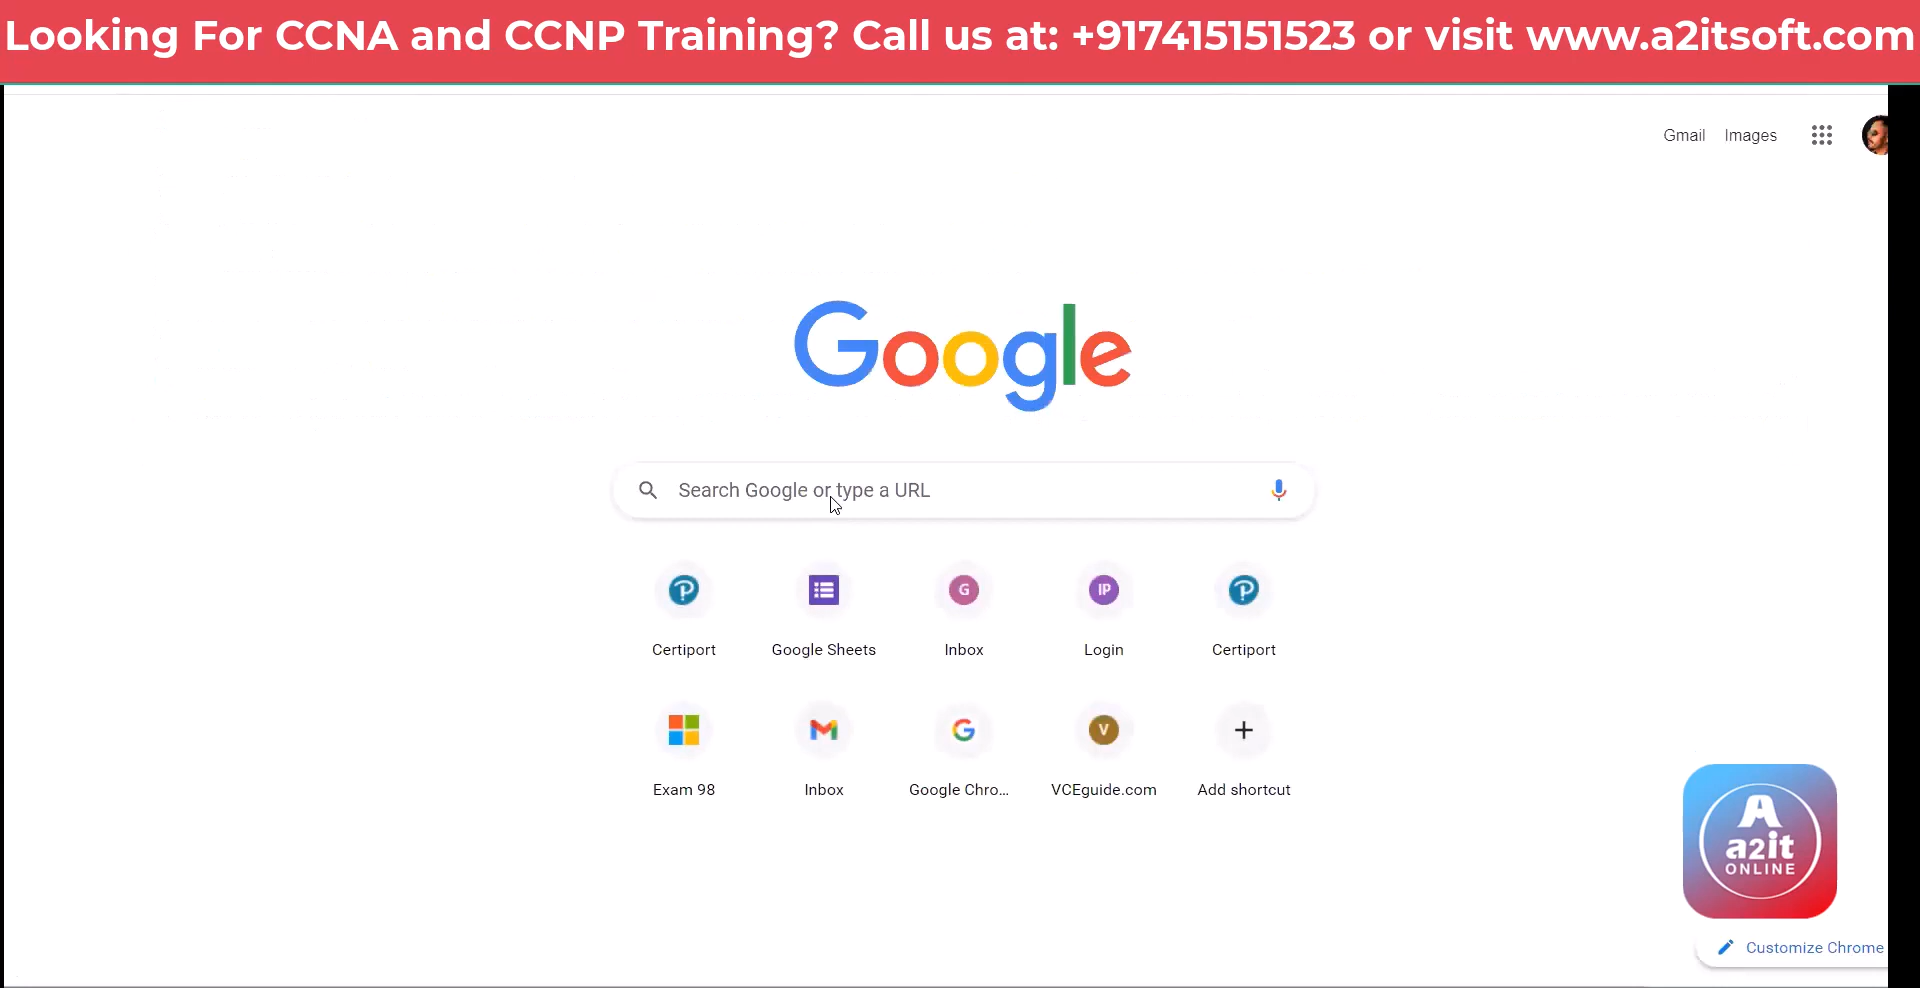 Looking For CCNA and CCNP Training? Call us at: +917415151523 or visit www.a2itsoft.com
Gmail Images
Google
Search Google or type a URL
G IP
Certiport Google Sheets Inbox Login Certiport
V
Exam 98 Inbox Google Chro... VCEguide.com Add shortcut
A
a2it
ONLINE
Customize Chrome